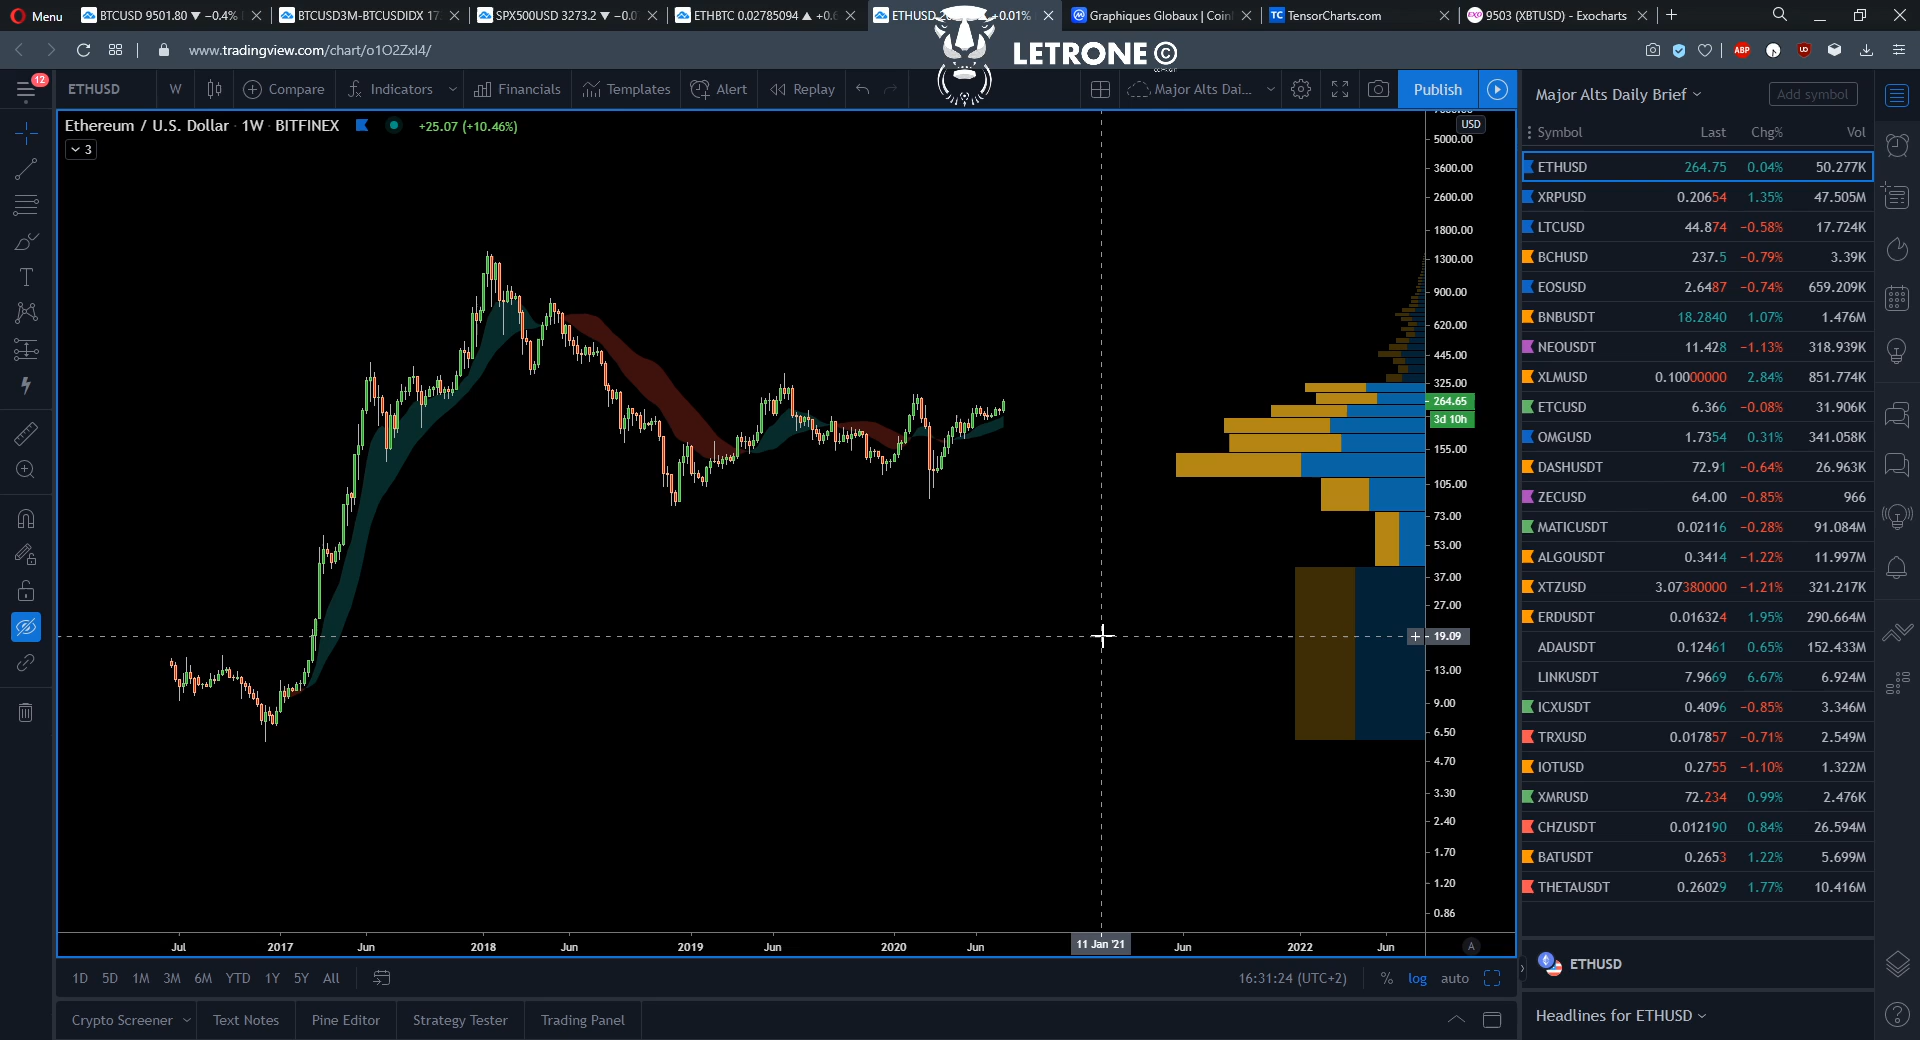 Menu
BTCUSD 9501.80 ▼ −0.4%
BTCUSD3M-BTCUSDIDX 17
SPX500USD 3273.2 ▼ −0.0
ETHBTC 0.02785094 ▲ +0.6
ETHUSD +0.01%
Graphiques Globaux | Coin
TC TensorCharts.com
EXO 9503 (XBTUSD) - Exocharts
www.tradingview.com/chart/o1O2Zxl4/
LETRONE ©
ABP
12
ETHUSD
W
Compare
Indicators
Financials
Templates
Alert
Replay
Major Alts Dai...
Publish
Ethereum / U.S. Dollar · 1W · BITFINEX
+25.07 (+10.46%)
3
USD
5000.00
3600.00
2600.00
1800.00
1300.00
900.00
620.00
445.00
325.00
264.65
3d 10h
155.00
105.00
73.00
53.00
37.00
27.00
19.09
13.00
9.00
6.50
4.70
3.30
2.40
1.70
1.20
0.86
Jul 2017 Jun 2018 Jun 2019 Jun 2020 Jun 11 Jan '21 Jun 2022 Jun
A
1D 5D 1M 3M 6M YTD 1Y 5Y All
16:31:24 (UTC+2) % log auto
Crypto Screener Text Notes Pine Editor Strategy Tester Trading Panel
Major Alts Daily Brief
Add symbol
Symbol Last Chg% Vol
ETHUSD 264.75 0.04% 50.277K
XRPUSD 0.20654 1.35% 47.505M
LTCUSD 44.874 −0.58% 17.724K
BCHUSD 237.5 −0.79% 3.39K
EOSUSD 2.6487 −0.74% 659.209K
BNBUSDT 18.2840 1.07% 1.476M
NEOUSDT 11.428 −1.13% 318.939K
XLMUSD 0.10000000 2.84% 851.774K
ETCUSD 6.366 −0.08% 31.906K
OMGUSD 1.7354 0.31% 341.058K
DASHUSDT 72.91 −0.64% 26.963K
ZECUSD 64.00 −0.85% 966
MATICUSDT 0.02116 −0.28% 91.084M
ALGOUSDT 0.3414 −1.22% 11.997M
XTZUSD 3.07380000 −1.21% 321.217K
ERDUSDT 0.016324 1.95% 290.664M
ADAUSDT 0.12461 0.65% 152.433M
LINKUSDT 7.9669 6.67% 6.924M
ICXUSDT 0.4096 −0.85% 3.346M
TRXUSD 0.017857 −0.71% 2.549M
IOTUSD 0.2755 −1.10% 1.322M
XMRUSD 72.234 0.99% 2.476K
CHZUSDT 0.012190 0.84% 26.594M
BATUSDT 0.2653 1.22% 5.699M
THETAUSDT 0.26029 1.77% 10.416M
ETHUSD
Headlines for ETHUSD